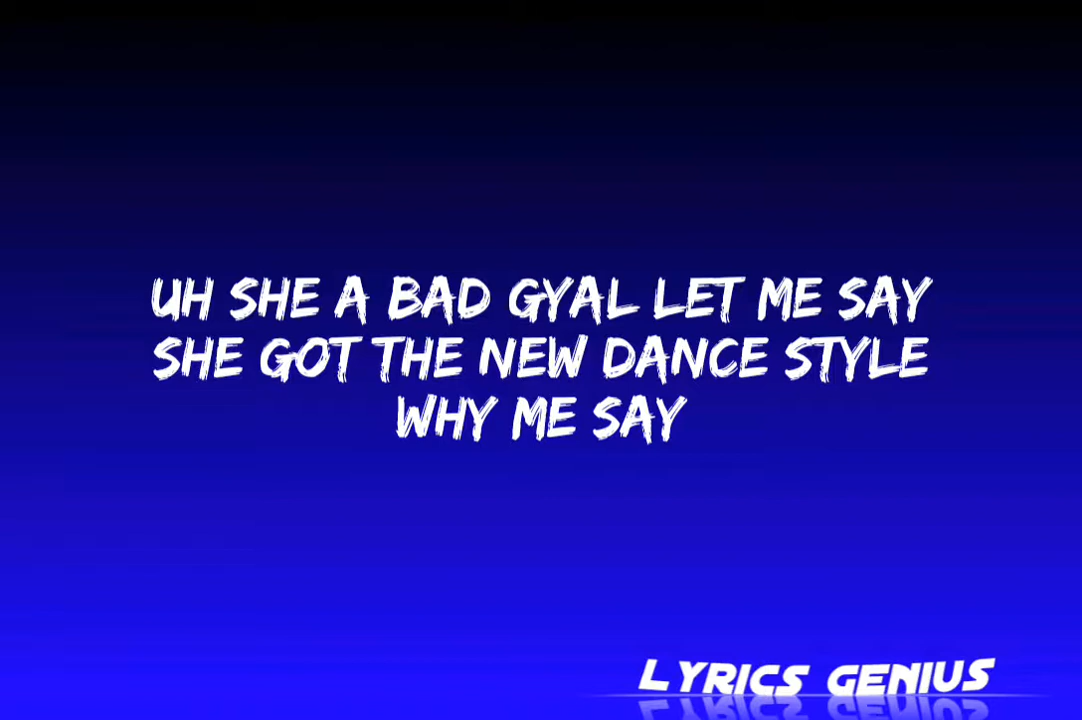 UH SHE A BAD GYAL LET ME SAY
SHE GOT THE NEW DANCE STYLE
WHY ME SAY
LYRICS GENIUS